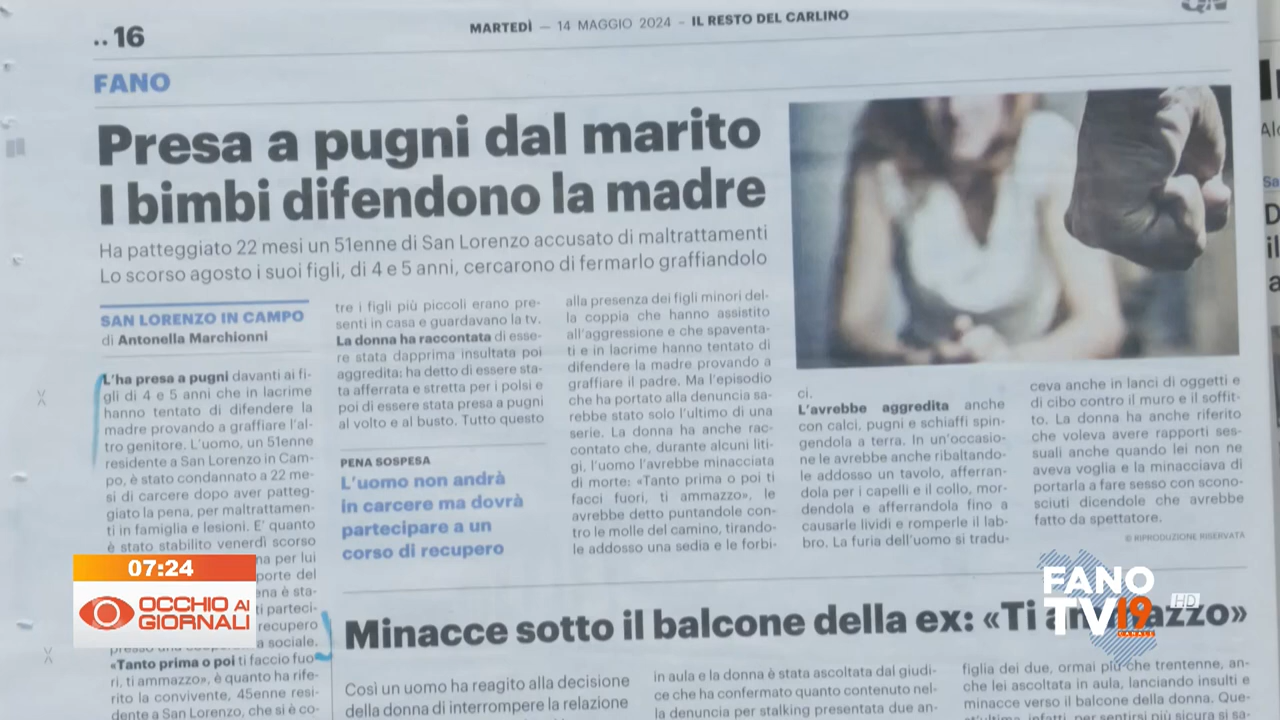 .. 16
MARTEDÌ — 14 MAGGIO 2024 – IL RESTO DEL CARLINO
FANO
Presa a pugni dal marito
I bimbi difendono la madre
Ha patteggiato 22 mesi un 51enne di San Lorenzo accusato di maltrattamenti
Lo scorso agosto i suoi figli, di 4 e 5 anni, cercarono di fermarlo graffiandolo
SAN LORENZO IN CAMPO
di Antonella Marchionni
L'ha presa a pugni davanti ai fi-
gli di 4 e 5 anni che in lacrime
hanno tentato di difendere la
madre provando a graffiare l'al-
tro genitore. L'uomo, un 51enne
residente a San Lorenzo in Cam-
po, è stato condannato a 22 me-
si di carcere dopo aver patteg-
giato la pena, per maltrattamen-
ti in famiglia e lesioni. E' quanto
è stato stabilito venerdì scorso
na per lui
porte del
ena è sta-
ti parteci-
recupero
a sociale.
«Tanto prima o poi ti faccio fuo-
ri, ti ammazzo», è quanto ha rife-
rito la convivente, 45enne resi-
dente a San Lorenzo, che si è co-
tre i figli più piccoli erano pre-
senti in casa e guardavano la tv.
La donna ha raccontata di esse-
re stata dapprima insultata poi
aggredita: ha detto di essere sta-
ta afferrata e stretta per i polsi e
poi di essere stata presa a pugni
al volto e al busto. Tutto questo
PENA SOSPESA
L'uomo non andrà
in carcere ma dovrà
partecipare a un
corso di recupero
alla presenza dei figli minori del-
la coppia che hanno assistito
all'aggressione e che spaventa-
ti e in lacrime hanno tentato di
difendere la madre provando a
graffiare il padre. Ma l'episodio
che ha portato alla denuncia sa-
rebbe stato solo l'ultimo di una
serie. La donna ha anche rac-
contato che, durante alcuni liti-
gi, l'uomo l'avrebbe minacciata
di morte: «Tanto prima o poi ti
facci fuori, ti ammazzo», le
avrebbe detto puntandole con-
tro le molle del camino, tirando-
le addosso una sedia e le forbi-
ci.
L'avrebbe aggredita anche
con calci, pugni e schiaffi spin-
gendola a terra. In un'occasio-
ne le avrebbe anche ribaltando-
le addosso un tavolo, afferran-
dola per i capelli e il collo, mor-
dendola e afferrandola fino a
causarle lividi e romperle il lab-
bro. La furia dell'uomo si tradu-
ceva anche in lanci di oggetti e
di cibo contro il muro e il soffit-
to. La donna ha anche riferito
che voleva avere rapporti ses-
suali anche quando lei non ne
aveva voglia e la minacciava di
portarla a fare sesso con scono-
sciuti dicendole che avrebbe
fatto da spettatore.
© RIPRODUZIONE RISERVATA
Minacce sotto il balcone della ex: «Ti ammazzo»
Così un uomo ha reagito alla decisione
della donna di interrompere la relazione
in aula e la donna è stata ascoltata dal giudi-
ce che ha confermato quanto contenuto nel-
la denuncia per stalking presentata due an-
figlia dei due, ormai più che trentenne, an-
che lei ascoltata in aula, lanciando insulti e
minacce verso il balcone della donna. Que-
07:24
OCCHIO AI
GIORNALI
FANO
TV 19 HD
CANALE